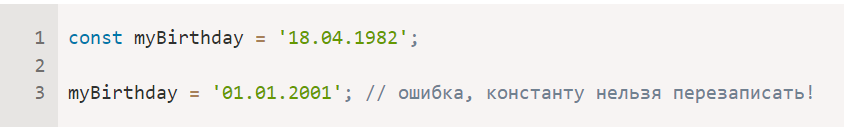 1 const myBirthday = '18.04.1982';
2
3 myBirthday = '01.01.2001'; // ошибка, константу нельзя перезаписать!